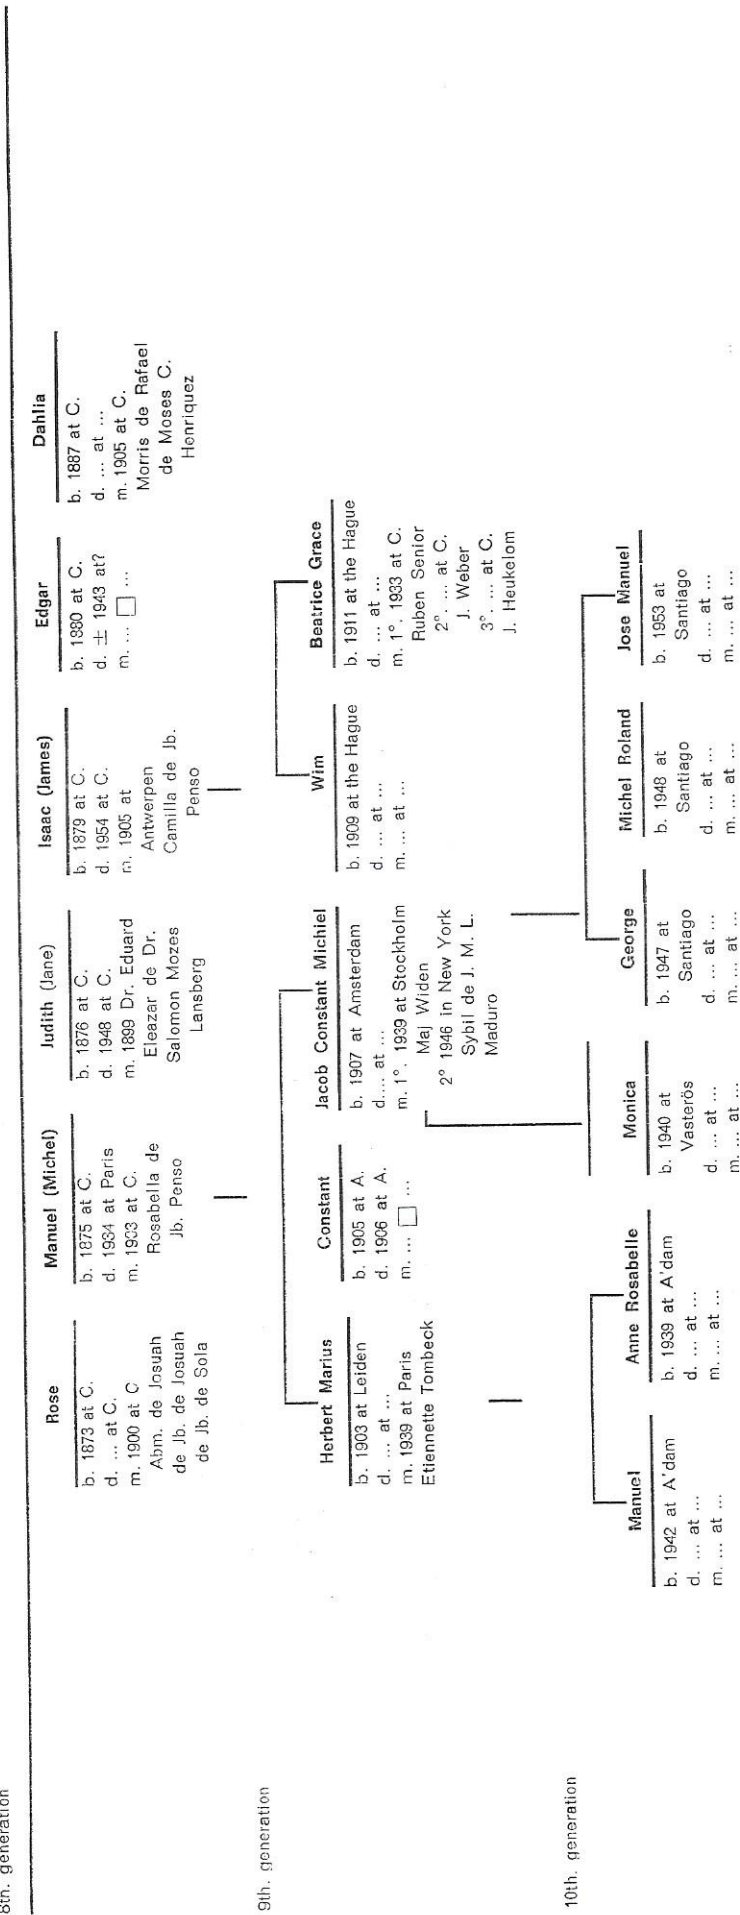 8th. generation
Rose
b. 1873 at C.
d. ... at C.
m. 1900 at C
Abm. de Josuah
de Jb. de Josuah
de Jb. de Sola
Manuel (Michel)
b. 1875 at C.
d. 1934 at Paris
m. 1903 at C.
Rosabella de
Jb. Penso
Judith (Jane)
b. 1876 at C.
d. 1948 at C.
m. 1899 Dr. Eduard
Eleazar de Dr.
Salomon Mozes
Lansberg
Isaac (James)
b. 1879 at C.
d. 1954 at C.
m. 1905 at
Antwerpen
Camilla de Jb.
Penso
Edgar
b. 1880 at C.
d. ± 1943 at?
m. ... □ ...
Dahlia
b. 1887 at C.
d. ... at ...
m. 1905 at C.
Morris de Rafael
de Moses C.
Henriquez
9th. generation
Herbert Marius
b. 1903 at Leiden
d. ... at ...
m. 1939 at Paris
Etiennette Tombeck
Constant
b. 1905 at A.
d. 1906 at A.
m. ... □ ...
Jacob Constant Michiel
b. 1907 at Amsterdam
d.... at ...
m. 1°. 1939 at Stockholm
Maj Widen
2° 1946 in New York
Sybil de J. M. L.
Maduro
Wim
b. 1909 at the Hague
d. ... at ...
m. ... at ...
Beatrice Grace
b. 1911 at the Hague
d. ... at ...
m. 1°. 1933 at C.
Ruben Senior
2°. ... at C.
J. Weber
3°. ... at C.
J. Heukelom
10th. generation
Manuel
b. 1942 at A'dam
d. ... at ...
m. ... at ...
Anne Rosabelle
b. 1939 at A'dam
d. ... at ...
m. ... at ...
Monica
b. 1940 at
Vasterös
d. ... at ...
m. ... at ...
George
b. 1947 at
Santiago
d. ... at ...
m. ... at ...
Michel Roland
b. 1948 at
Santiago
d. ... at ...
m. ... at ...
Jose Manuel
b. 1953 at
Santiago
d. ... at ...
m. ... at ...